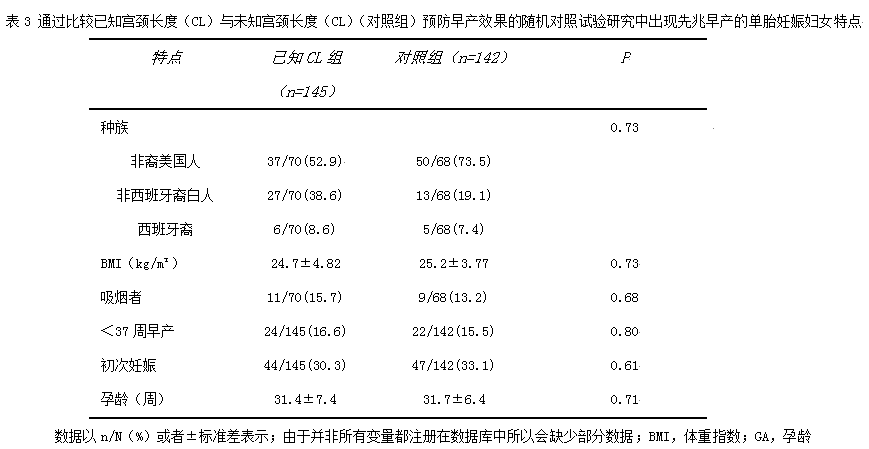 表 3 通过比较已知宫颈长度（CL）与未知宫颈长度（CL）（对照组）预防早产效果的随机对照试验研究中出现先兆早产的单胎妊娠妇女特点
特点 已知 CL 组 对照组（n=142） P
（n=145）
种族 0.73
非裔美国人 37/70(52.9) 50/68(73.5)
非西班牙裔白人 27/70(38.6) 13/68(19.1)
西班牙裔 6/70(8.6) 5/68(7.4)
BMI（kg/m²） 24.7±4.82 25.2±3.77 0.73
吸烟者 11/70(15.7) 9/68(13.2) 0.68
＜37 周早产 24/145(16.6) 22/142(15.5) 0.80
初次妊娠 44/145(30.3) 47/142(33.1) 0.61
孕龄（周） 31.4±7.4 31.7±6.4 0.71
数据以 n/N（%）或者±标准差表示；由于并非所有变量都注册在数据库中所以会缺少部分数据；BMI，体重指数；GA，孕龄